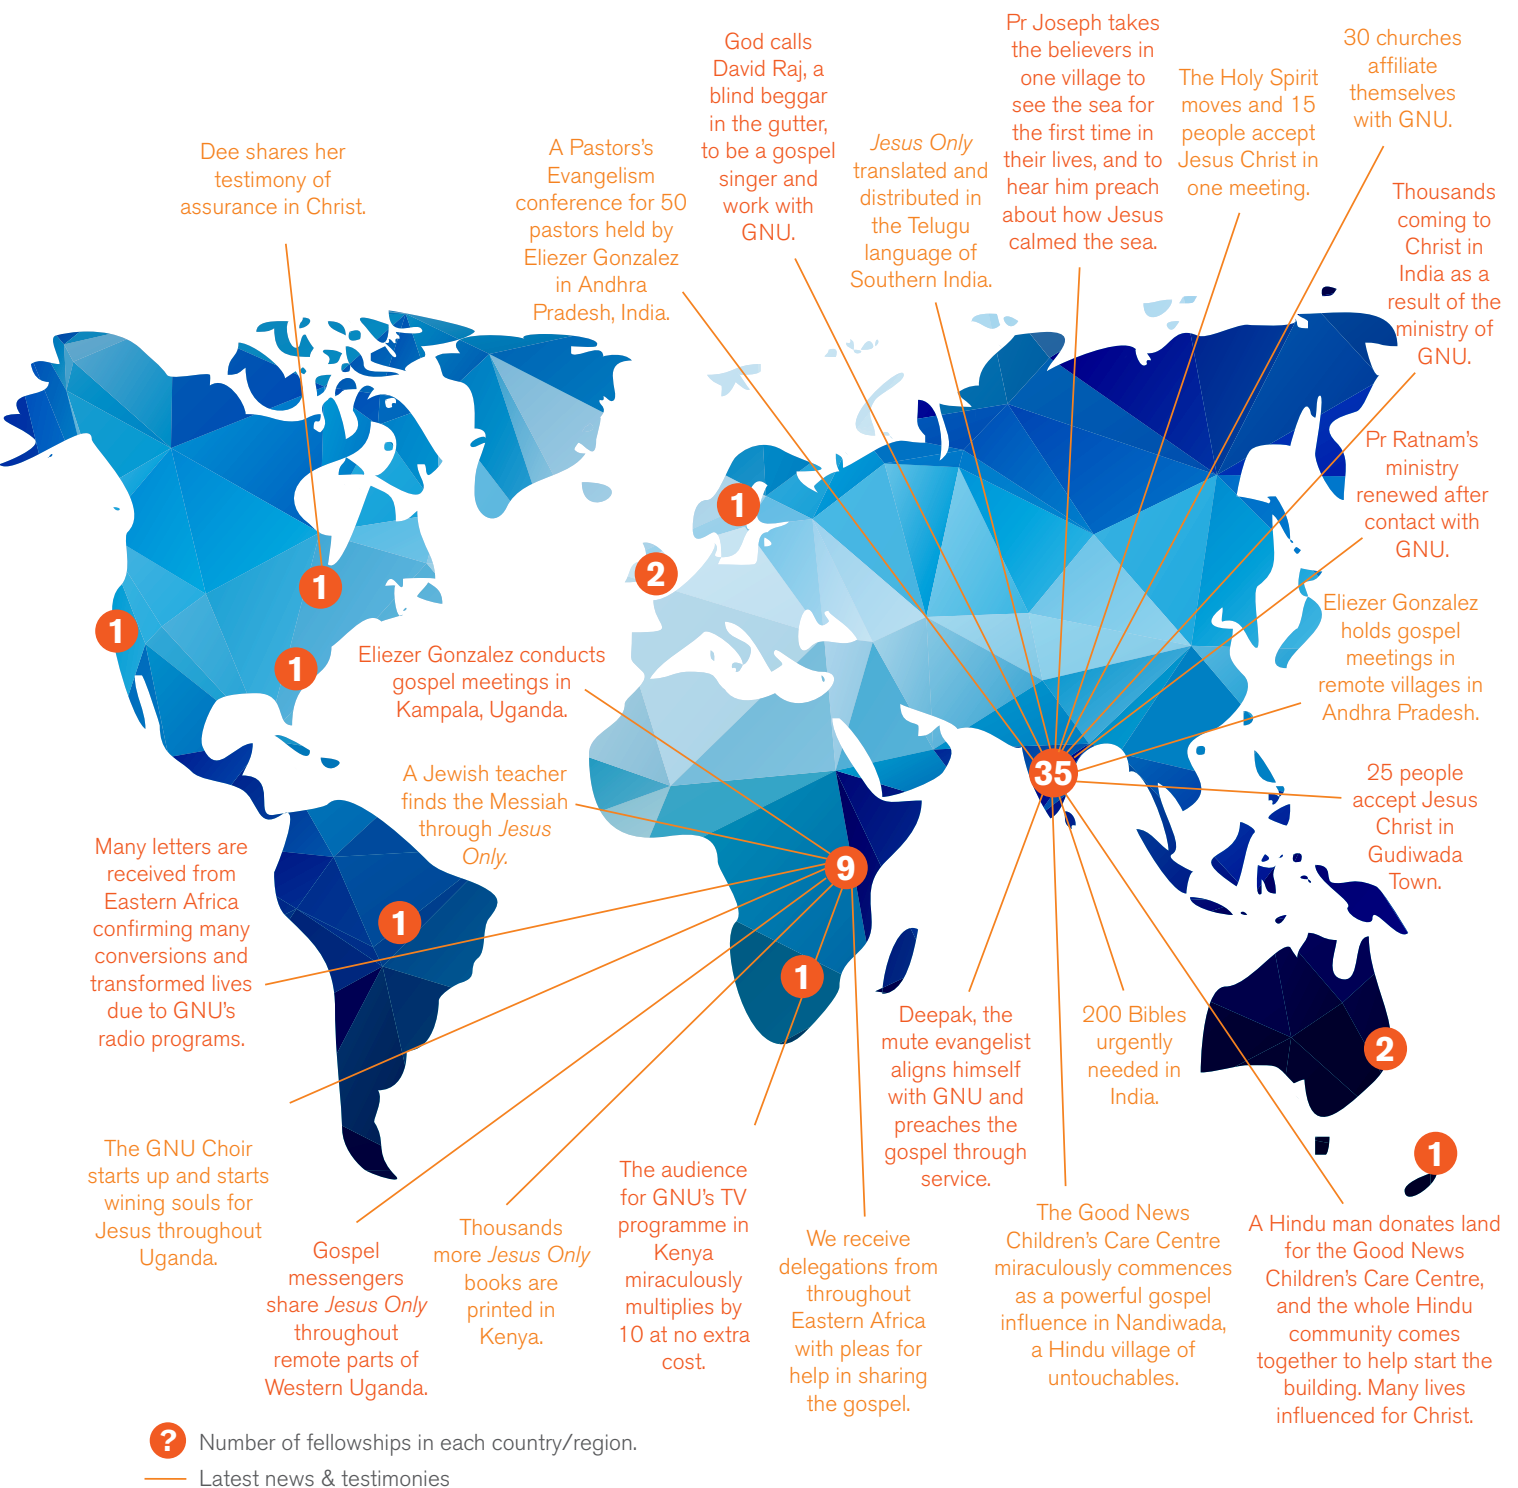 Dee shares her
testimony of
assurance in Christ.
A Pastors's
Evangelism
conference for 50
pastors held by
Eliezer Gonzalez
in Andhra
Pradesh, India.
God calls
David Raj, a
blind beggar
in the gutter,
to be a gospel
singer and
work with
GNU.
Jesus Only
translated and
distributed in
the Telugu
language of
Southern India.
Pr Joseph takes
the believers in
one village to
see the sea for
the first time in
their lives, and to
hear him preach
about how Jesus
calmed the sea.
The Holy Spirit
moves and 15
people accept
Jesus Christ in
one meeting.
30 churches
affiliate
themselves
with GNU.
Thousands
coming to
Christ in
India as a
result of the
ministry of
GNU.
Pr Ratnam's
ministry
renewed after
contact with
GNU.
Eliezer Gonzalez
holds gospel
meetings in
remote villages in
Andhra Pradesh.
25 people
accept Jesus
Christ in
Gudiwada
Town.
1
2
1
1
1
35
9
1
1
2
1
Eliezer Gonzalez conducts
gospel meetings in
Kampala, Uganda.
A Jewish teacher
finds the Messiah
through Jesus
Only.
Many letters are
received from
Eastern Africa
confirming many
conversions and
transformed lives
due to GNU's
radio programs.
The GNU Choir
starts up and starts
wining souls for
Jesus throughout
Uganda.
Gospel
messengers
share Jesus Only
throughout
remote parts of
Western Uganda.
Thousands
more Jesus Only
books are
printed in
Kenya.
The audience
for GNU's TV
programme in
Kenya
miraculously
multiplies by
10 at no extra
cost.
We receive
delegations from
throughout
Eastern Africa
with pleas for
help in sharing
the gospel.
Deepak, the
mute evangelist
aligns himself
with GNU and
preaches the
gospel through
service.
200 Bibles
urgently
needed in
India.
The Good News
Children's Care Centre
miraculously commences
as a powerful gospel
influence in Nandiwada,
a Hindu village of
untouchables.
A Hindu man donates land
for the Good News
Children's Care Centre,
and the whole Hindu
community comes
together to help start the
building. Many lives
influenced for Christ.
? Number of fellowships in each country/region.
Latest news & testimonies